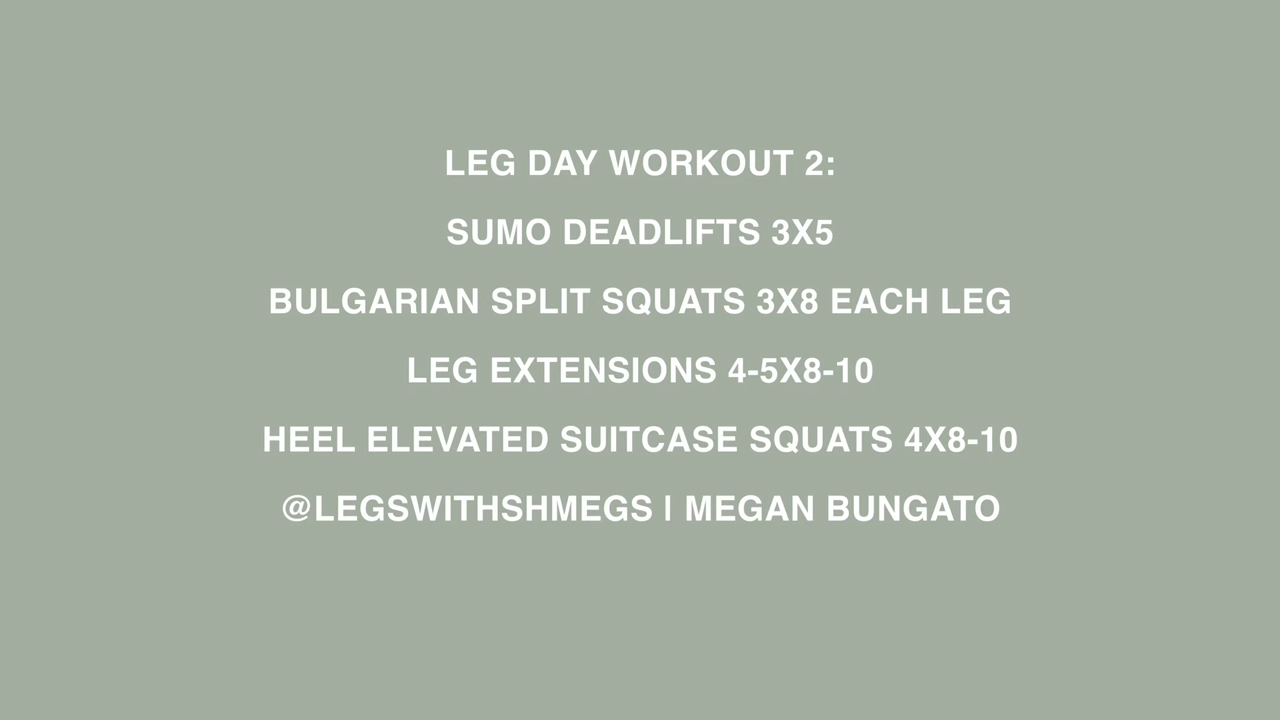 LEG DAY WORKOUT 2:
SUMO DEADLIFTS 3X5
BULGARIAN SPLIT SQUATS 3X8 EACH LEG
LEG EXTENSIONS 4-5X8-10
HEEL ELEVATED SUITCASE SQUATS 4X8-10
@LEGSWITHSHMEGS | MEGAN BUNGATO